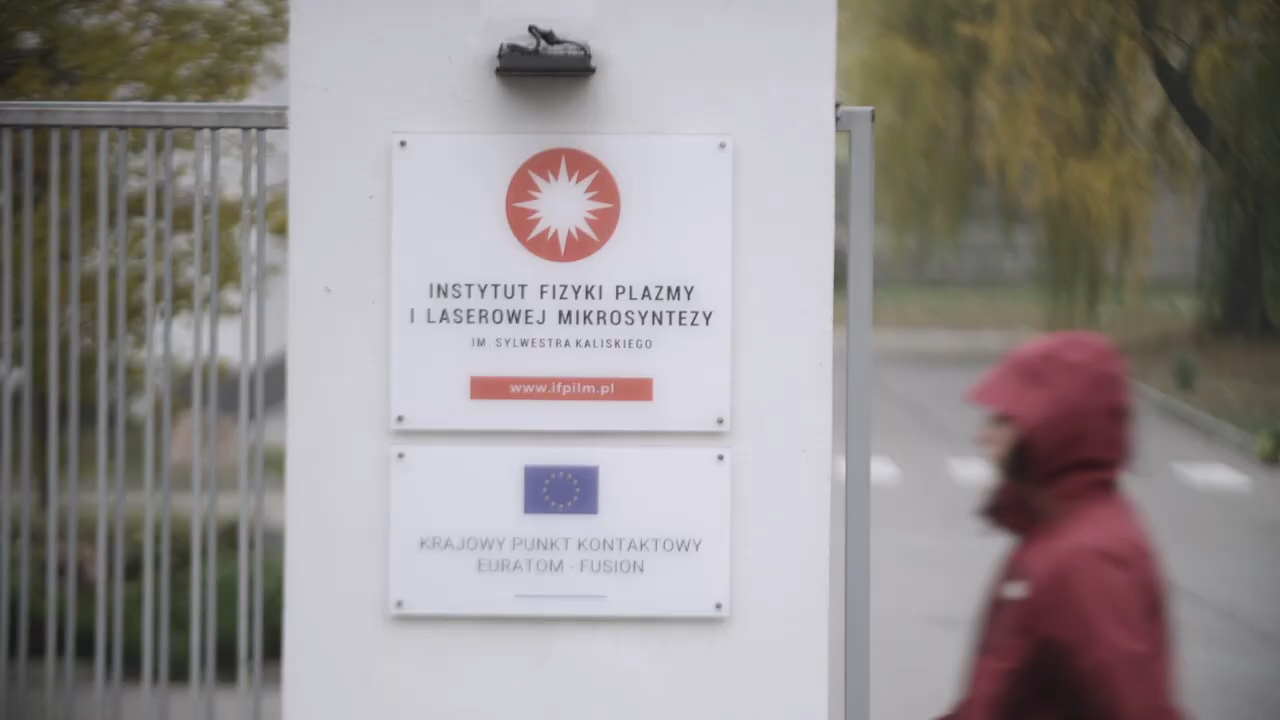 INSTYTUT FIZYKI PLAZMY
I LASEROWEJ MIKROSYNTEZY
IM. SYLWESTRA KALISKIEGO
www.ifpilm.pl
KRAJOWY PUNKT KONTAKTOWY
EURATOM - FUSION